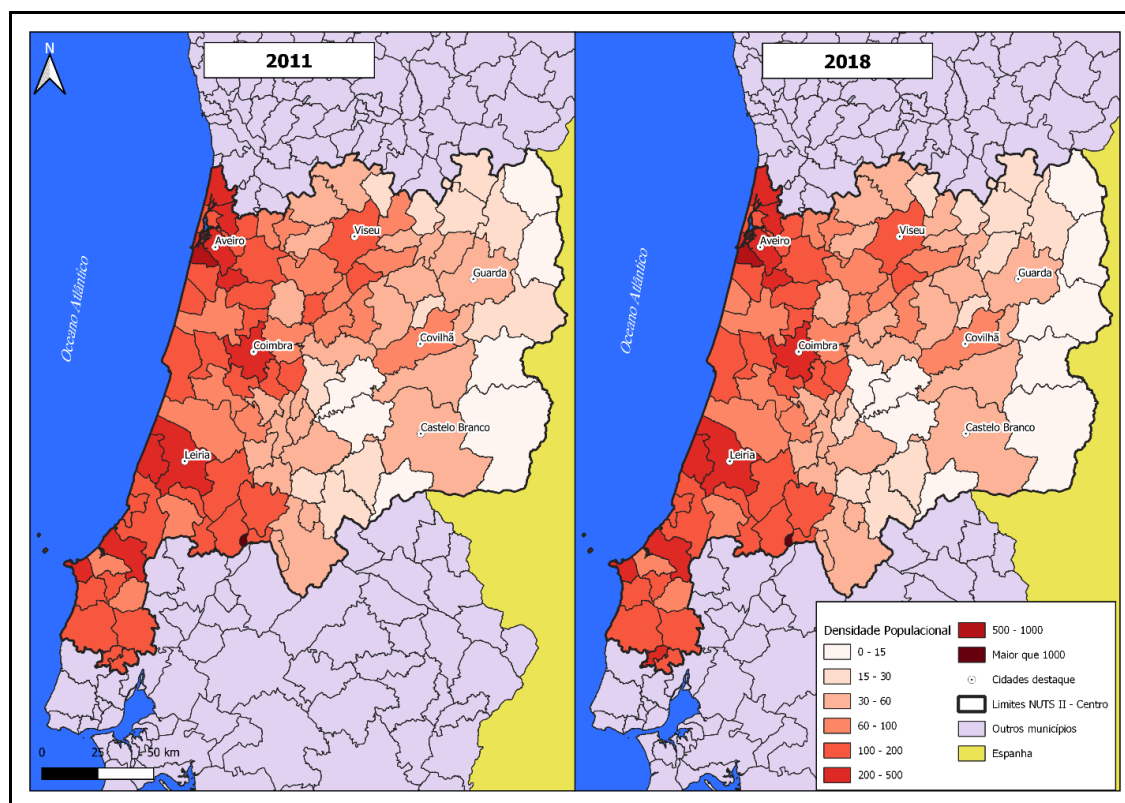 N
2011
2018
Oceano Atlântico
Aveiro
Viseu
Guarda
Coimbra
Covilhã
Castelo Branco
Leiria
0 25 50 km
Oceano Atlântico
Aveiro
Viseu
Guarda
Coimbra
Covilhã
Castelo Branco
Leiria
Densidade Populacional
0 - 15
15 - 30
30 - 60
60 - 100
100 - 200
200 - 500
500 - 1000
Maior que 1000
Cidades destaque
Limites NUTS II - Centro
Outros municípios
Espanha